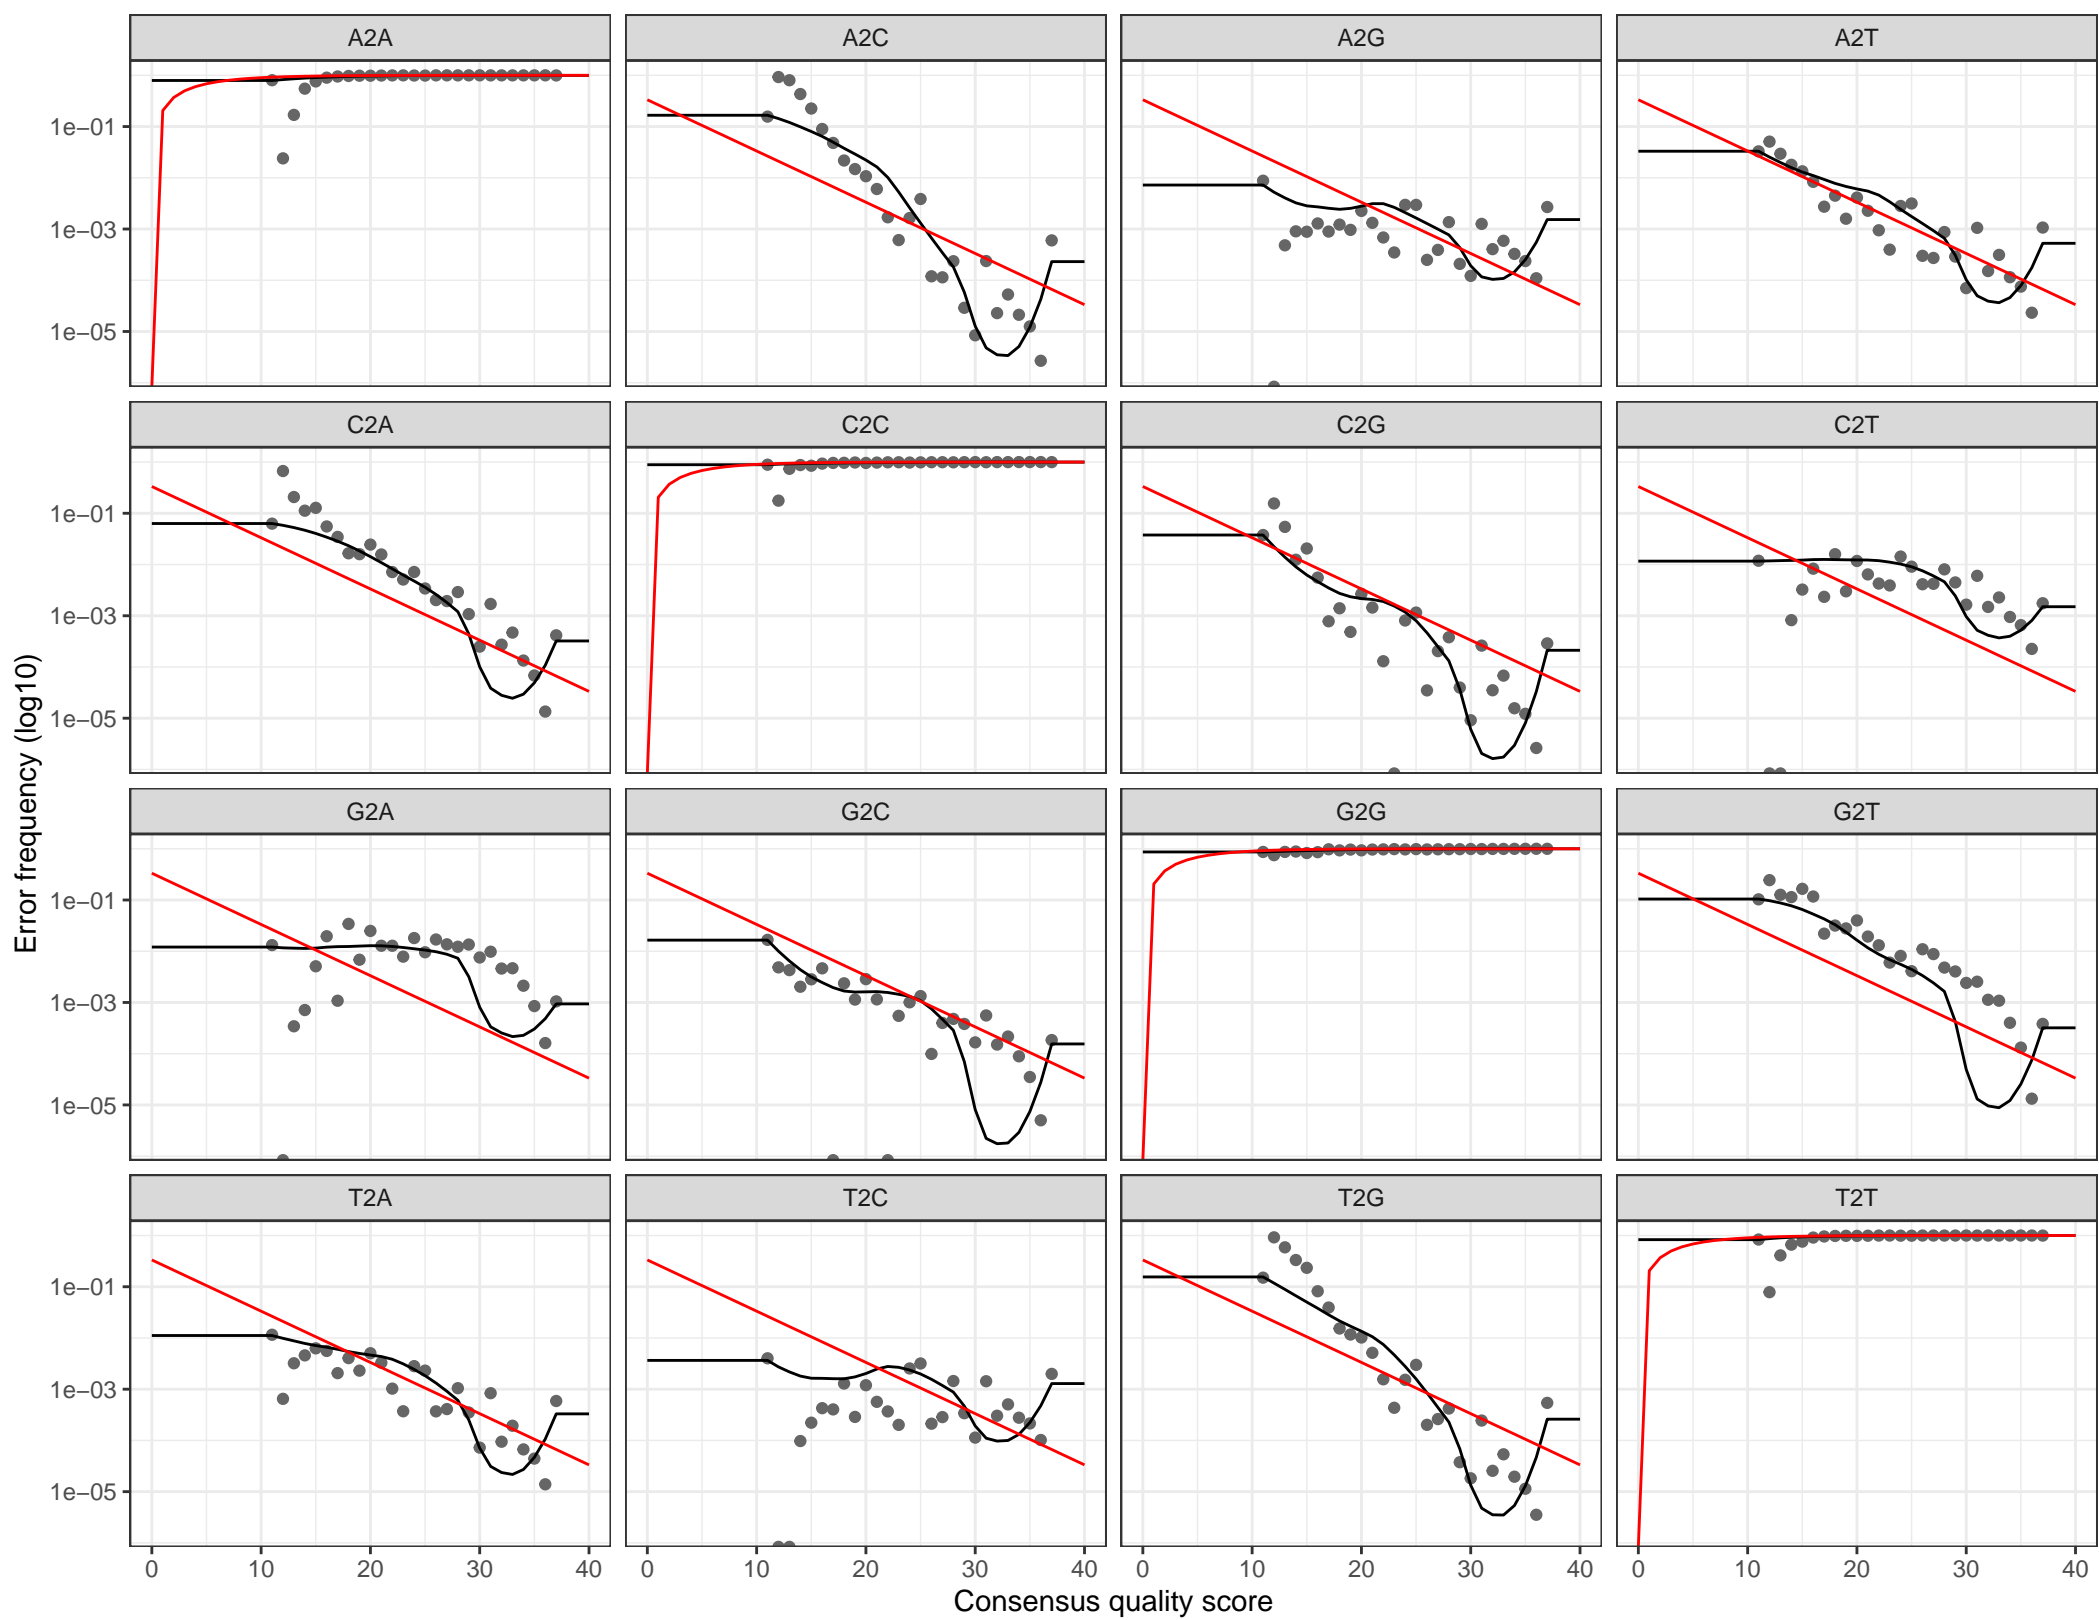 A2A A2C A2G A2T
1e−01
1e−03
1e−05
C2A C2C C2G C2T
1e−01
1e−03
1e−05
G2A G2C G2G G2T
1e−01
1e−03
1e−05
T2A T2C T2G T2T
1e−01
1e−03
1e−05
0 10 20 30 40 0 10 20 30 40 0 10 20 30 40 0 10 20 30 40
Consensus quality score
Error frequency (log10)